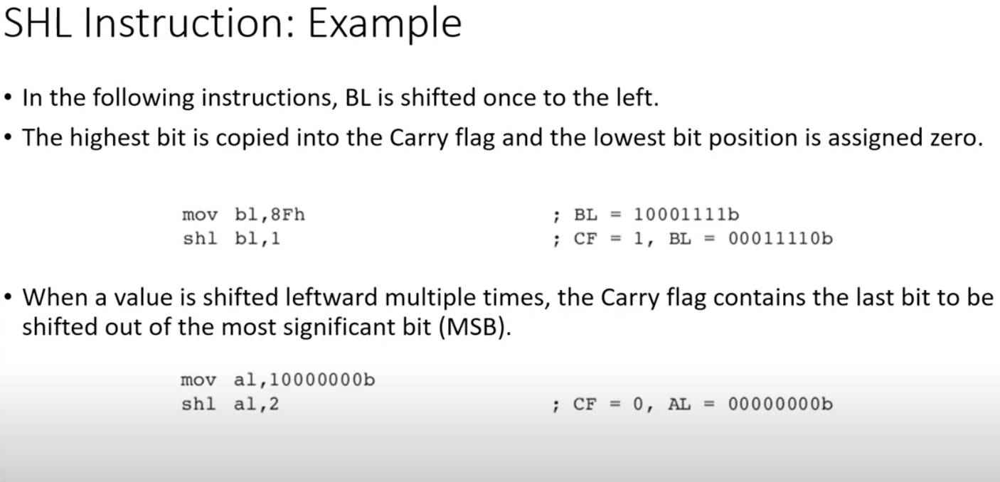 SHL Instruction: Example
• In the following instructions, BL is shifted once to the left.
• The highest bit is copied into the Carry flag and the lowest bit position is assigned zero.
mov bl,8Fh ; BL = 10001111b
shl bl,1 ; CF = 1, BL = 00011110b
• When a value is shifted leftward multiple times, the Carry flag contains the last bit to be
shifted out of the most significant bit (MSB).
mov al,10000000b
shl al,2 ; CF = 0, AL = 00000000b